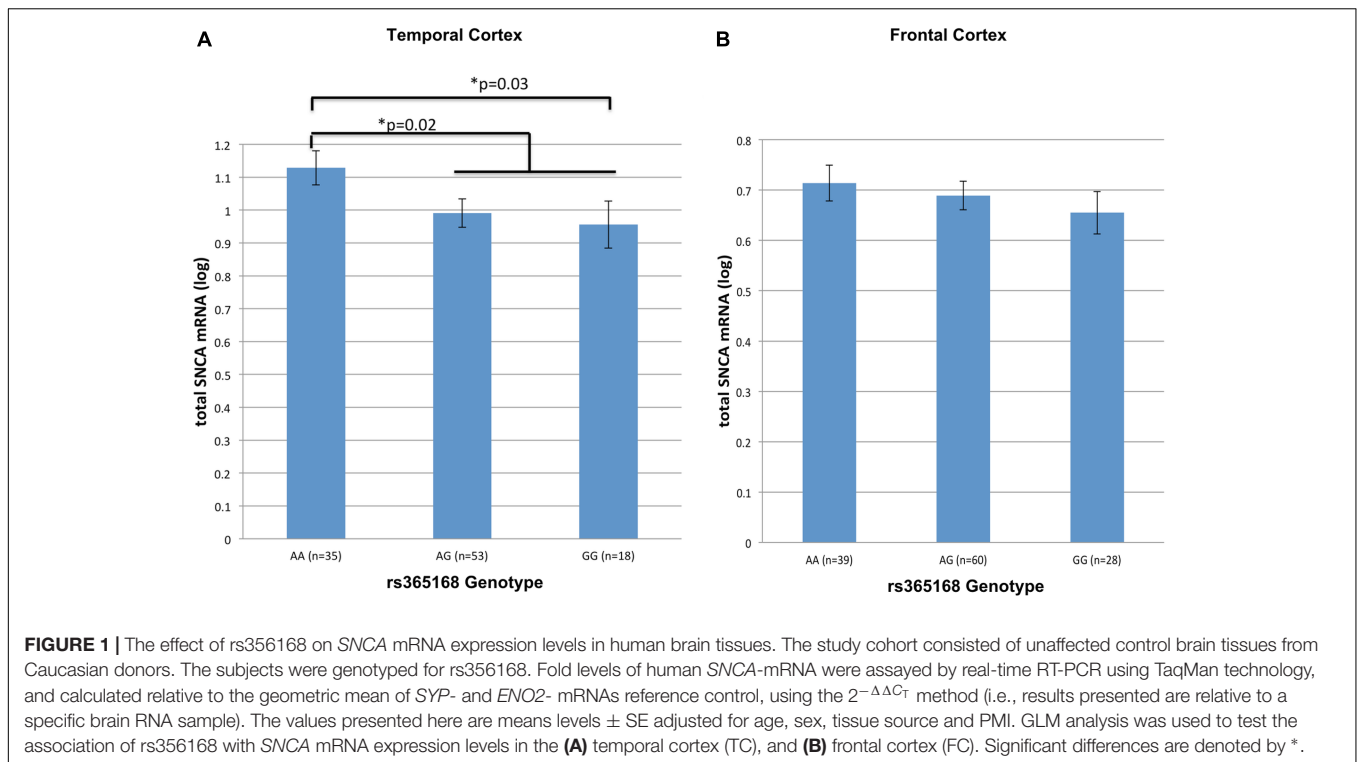 A
Temporal Cortex
B
Frontal Cortex
*p=0.03
*p=0.02
total SNCA mRNA (log)
1.2
1.1
1
0.9
0.8
0.7
0.6
0.5
0.4
0.3
0.2
0.1
0
AA (n=35)
AG (n=53)
GG (n=18)
rs365168 Genotype
total SNCA mRNA (log)
0.8
0.7
0.6
0.5
0.4
0.3
0.2
0.1
0
AA (n=39)
AG (n=60)
GG (n=28)
rs365168 Genotype
FIGURE 1 | The effect of rs356168 on SNCA mRNA expression levels in human brain tissues. The study cohort consisted of unaffected control brain tissues from
Caucasian donors. The subjects were genotyped for rs356168. Fold levels of human SNCA-mRNA were assayed by real-time RT-PCR using TaqMan technology,
and calculated relative to the geometric mean of SYP- and ENO2- mRNAs reference control, using the 2−ΔΔCT method (i.e., results presented are relative to a
specific brain RNA sample). The values presented here are means levels ± SE adjusted for age, sex, tissue source and PMI. GLM analysis was used to test the
association of rs356168 with SNCA mRNA expression levels in the (A) temporal cortex (TC), and (B) frontal cortex (FC). Significant differences are denoted by *.